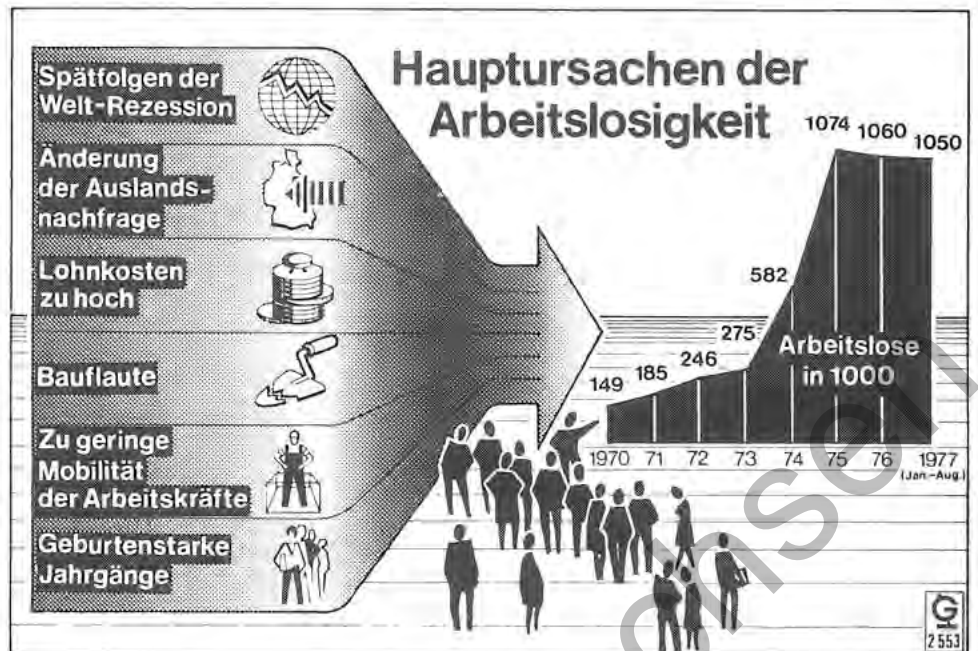 Hauptursachen der
Arbeitslosigkeit
Spätfolgen der
Welt-Rezession
Änderung
der Auslands-
nachfrage
Lohnkosten
zu hoch
Bauflaute
Zu geringe
Mobilität
der Arbeitskräfte
Geburtenstarke
Jahrgänge
149
185
246
275
582
1074
1060
1050
Arbeitslose
in 1000
1970 71 72 73 74 75 76 1977
(Jan.-Aug.)
G
2 553